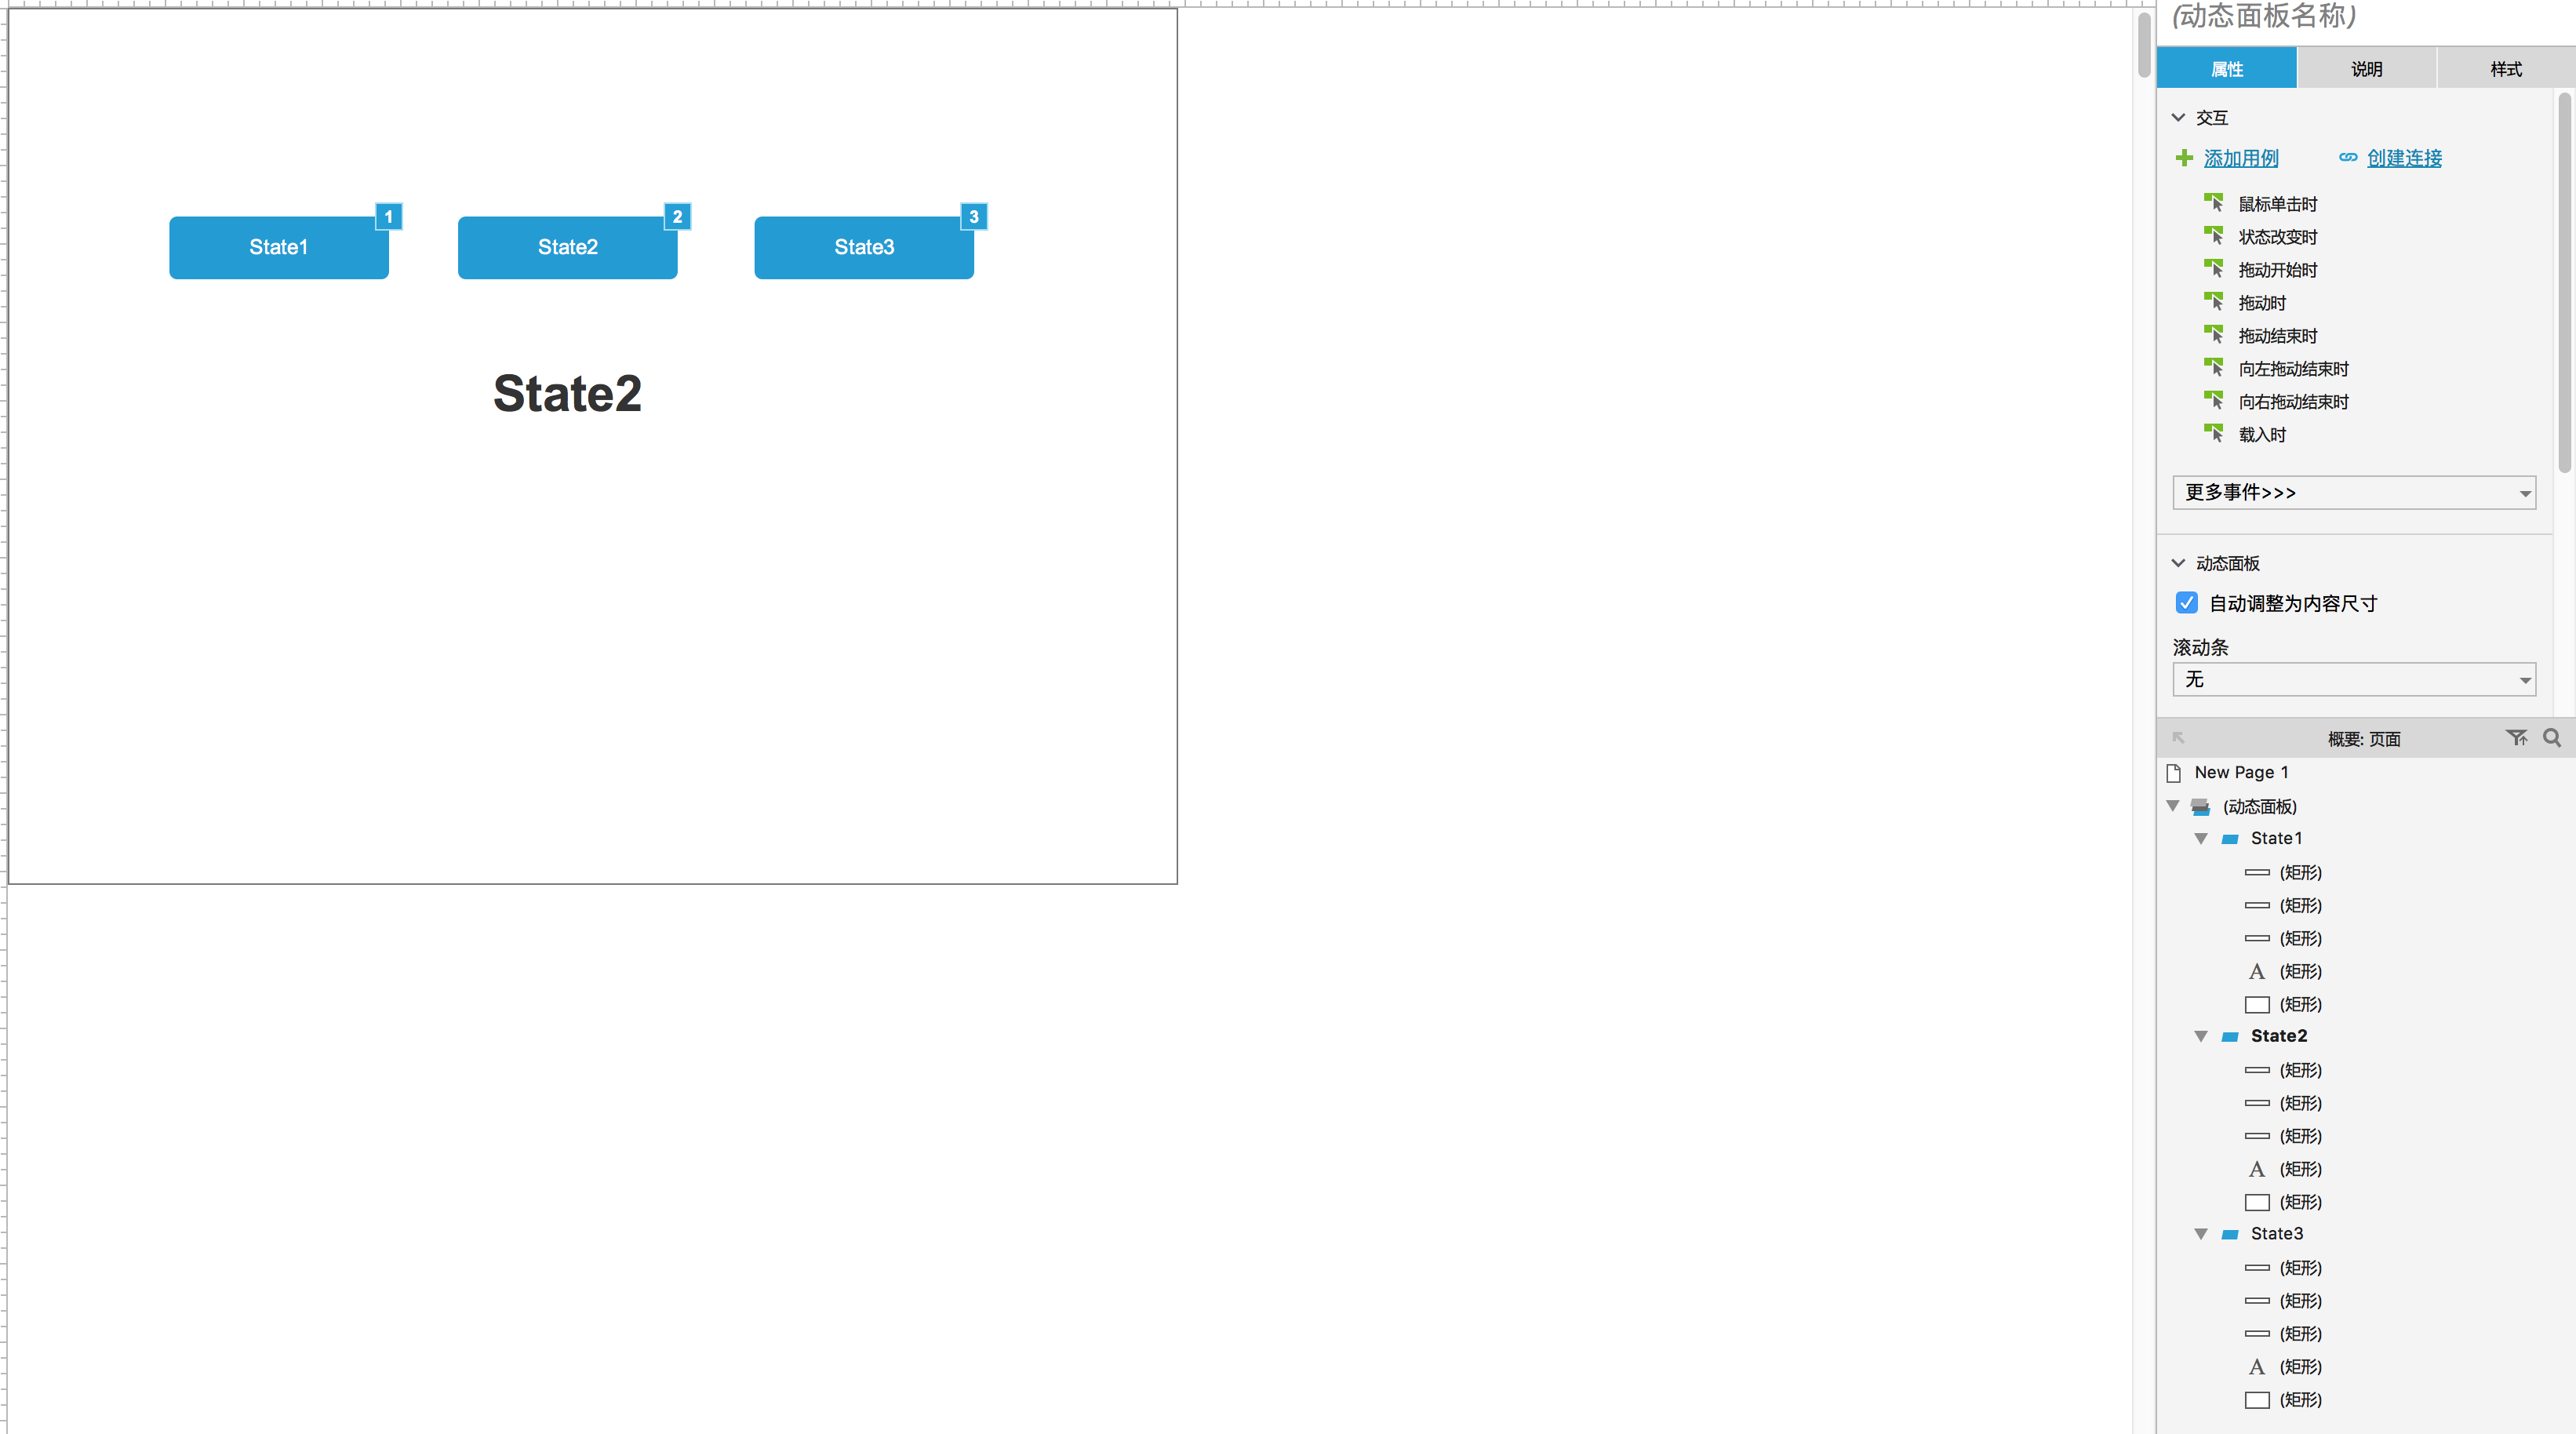 1
2
3
State1
State2
State3
State2
(动态面板名称)
属性
说明
样式
交互
添加用例
创建连接
鼠标单击时
状态改变时
拖动开始时
拖动时
拖动结束时
向左拖动结束时
向右拖动结束时
载入时
更多事件>>>
动态面板
自动调整为内容尺寸
滚动条
无
概要: 页面
New Page 1
(动态面板)
State1
(矩形)
(矩形)
(矩形)
A (矩形)
(矩形)
State2
(矩形)
(矩形)
(矩形)
A (矩形)
(矩形)
State3
(矩形)
(矩形)
(矩形)
A (矩形)
(矩形)